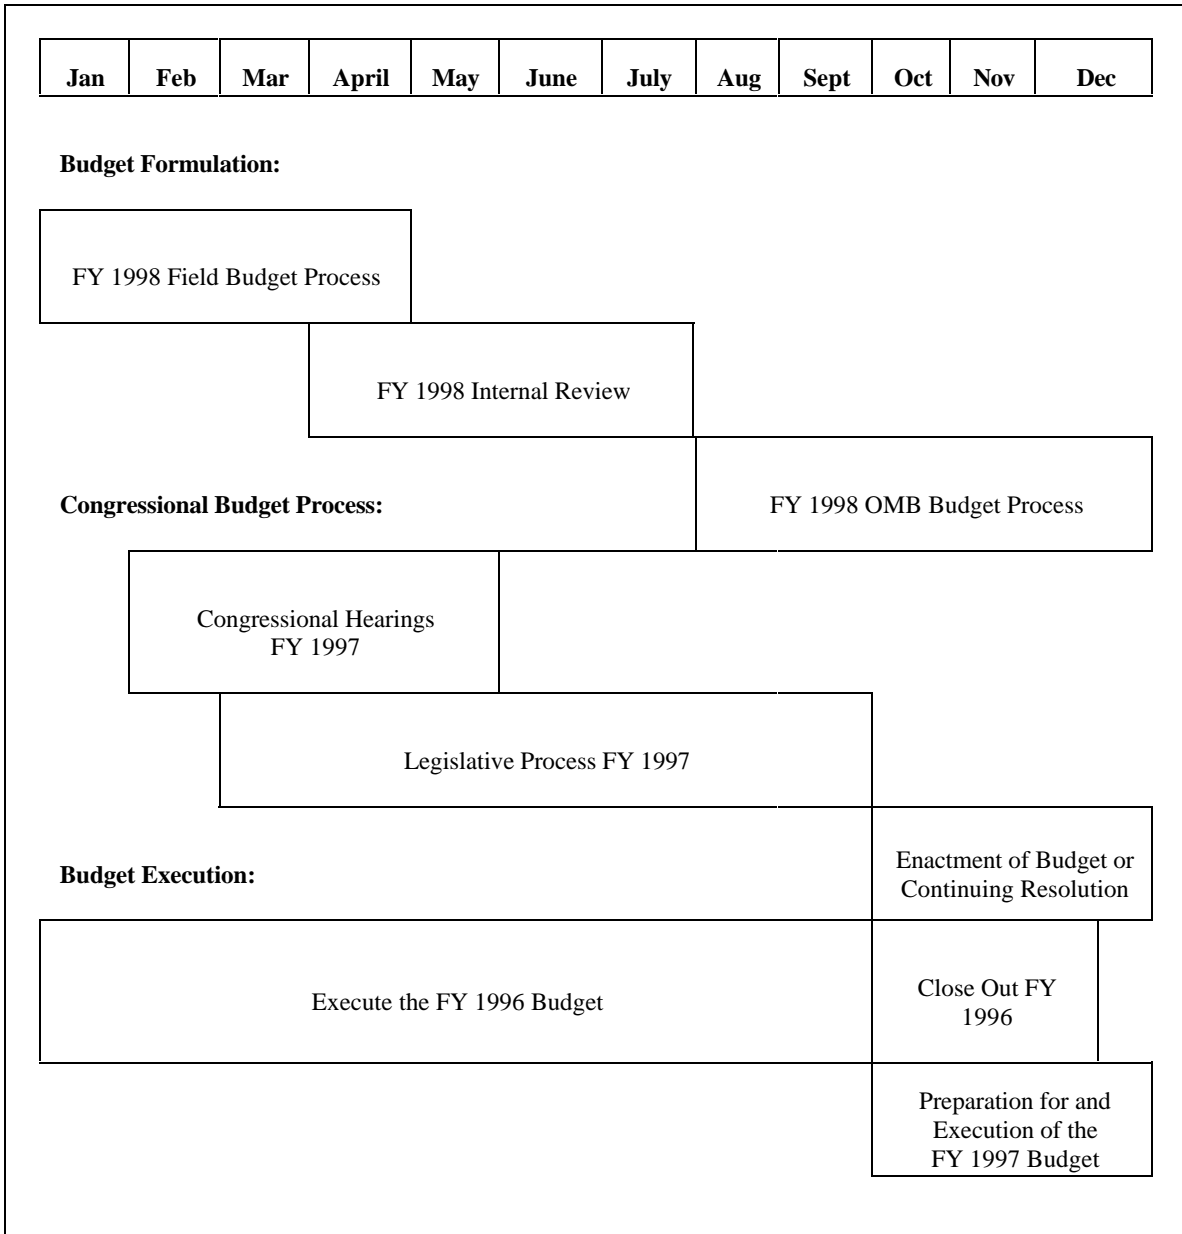 Jan Feb Mar April May June July Aug Sept Oct Nov Dec
Budget Formulation:
FY 1998 Field Budget Process
FY 1998 Internal Review
Congressional Budget Process:
FY 1998 OMB Budget Process
Congressional Hearings
FY 1997
Legislative Process FY 1997
Enactment of Budget or
Continuing Resolution
Budget Execution:
Execute the FY 1996 Budget
Close Out FY
1996
Preparation for and
Execution of the
FY 1997 Budget